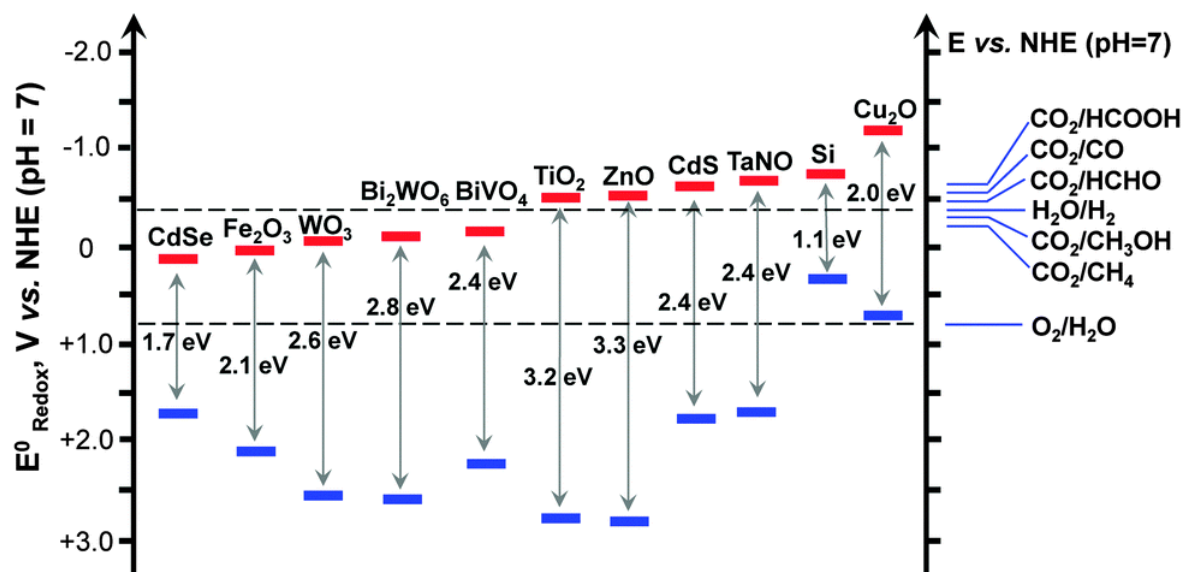 E⁰ Redox, V vs. NHE (pH = 7)
-2.0
-1.0
0
+1.0
+2.0
+3.0
CdSe
1.7 eV
Fe₂O₃
2.1 eV
WO₃
2.6 eV
Bi₂WO₆
2.8 eV
BiVO₄
2.4 eV
TiO₂
3.2 eV
ZnO
3.3 eV
CdS
2.4 eV
TaNO
2.4 eV
Si
1.1 eV
Cu₂O
2.0 eV
E vs. NHE (pH=7)
CO₂/HCOOH
CO₂/CO
CO₂/HCHO
H₂O/H₂
CO₂/CH₃OH
CO₂/CH₄
O₂/H₂O